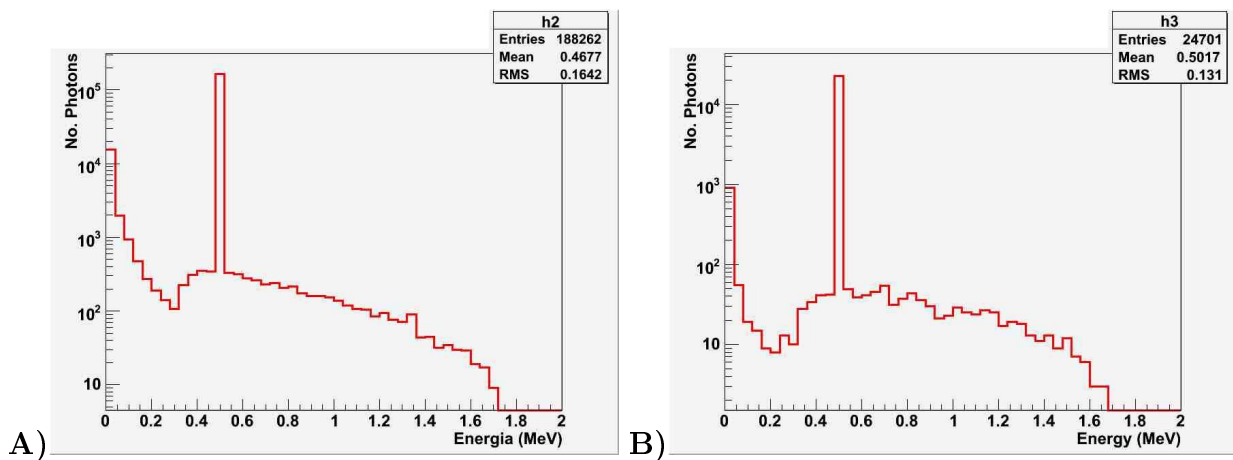 h2
Entries 188262
Mean 0.4677
RMS 0.1642
No. Photons
10^5
10^4
10^3
10^2
10
0 0.2 0.4 0.6 0.8 1 1.2 1.4 1.6 1.8 2
Energia (MeV)
A)
h3
Entries 24701
Mean 0.5017
RMS 0.131
No. Photons
10^4
10^3
10^2
10
0 0.2 0.4 0.6 0.8 1 1.2 1.4 1.6 1.8 2
Energy (MeV)
B)